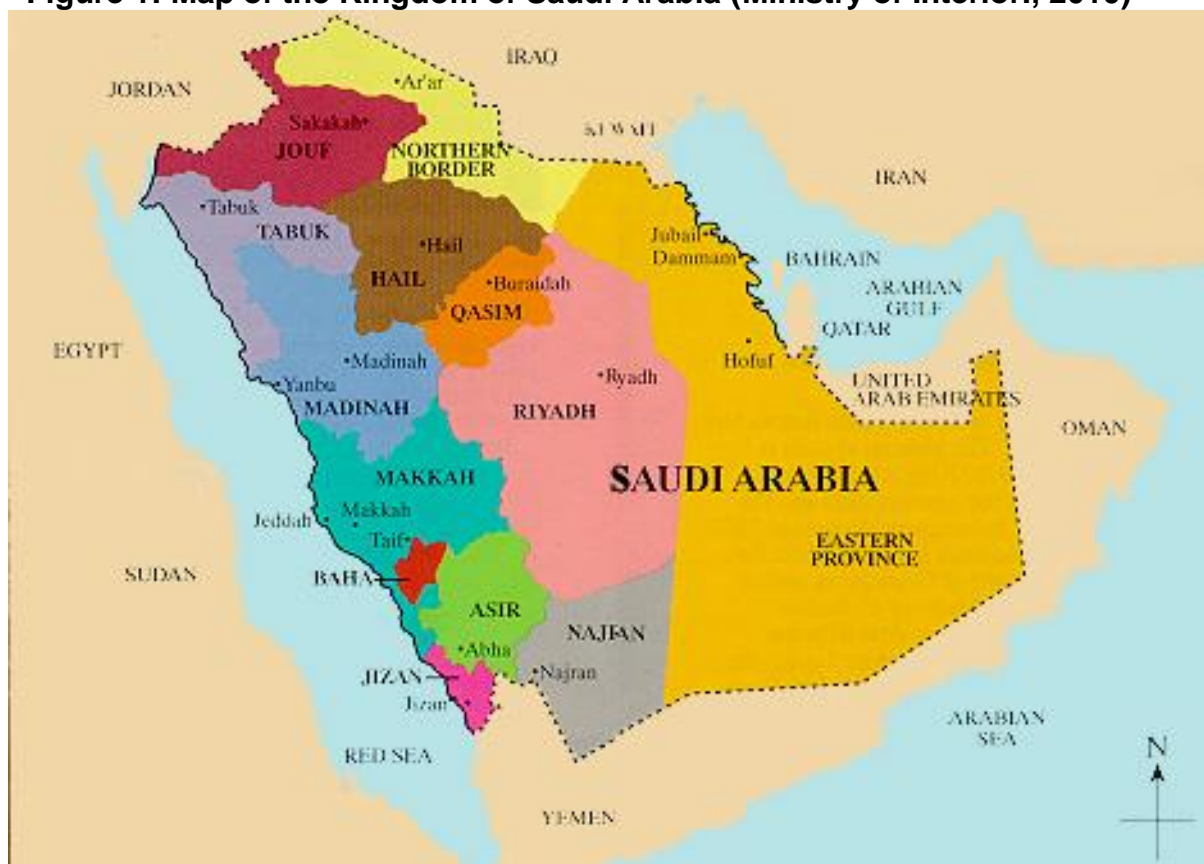 Figure 1: Map of the Kingdom of Saudi Arabia (Ministry of Interior, 2010)
IRAQ
JORDAN
Ar'ar
Sakakah
JOUF
KUWAIT
NORTHERN
BORDER
IRAN
Tabuk
TABUK
Hail
HAIL
Jubail
Dammam
BAHRAIN
Buraidah
QASIM
ARABIAN
GULF
QATAR
EGYPT
Madinah
Hofuf
Yanbu
MADINAH
Ryadh
RIYADH
UNITED
ARAB EMIRATES
OMAN
MAKKAH
SAUDI ARABIA
Jeddah
Makkah
Taif
EASTERN
PROVINCE
SUDAN
BAHA
ASIR
NAJRAN
Abha
JIZAN
Najran
Jizan
ARABIAN
SEA
RED SEA
N
YEMEN